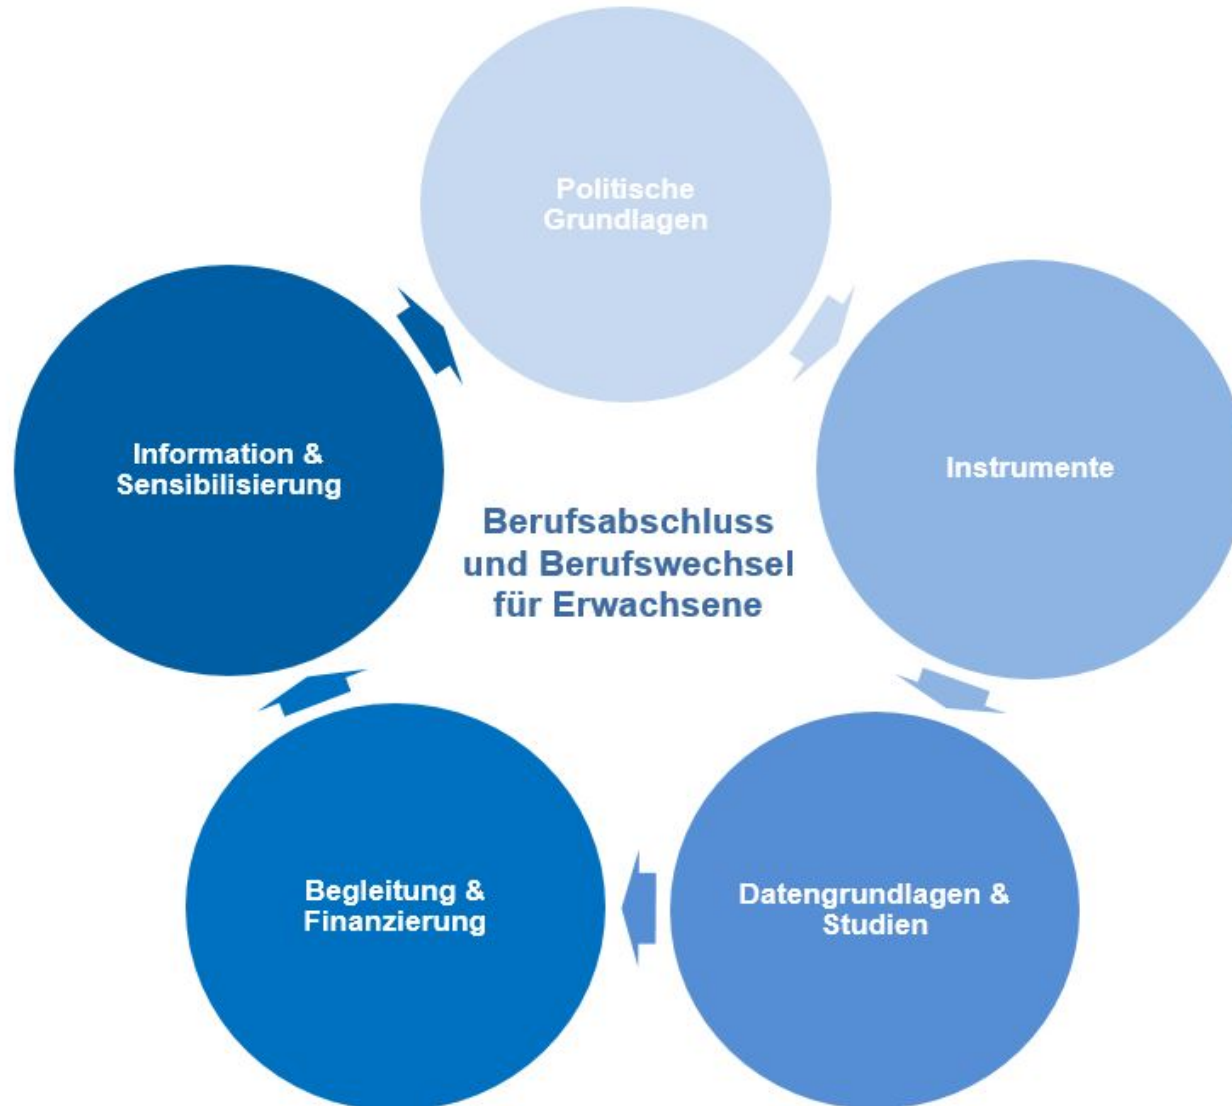 Politische
Grundlagen
Information &
Sensibilisierung
Instrumente
Berufsabschluss
und Berufswechsel
für Erwachsene
Begleitung &
Finanzierung
Datengrundlagen &
Studien